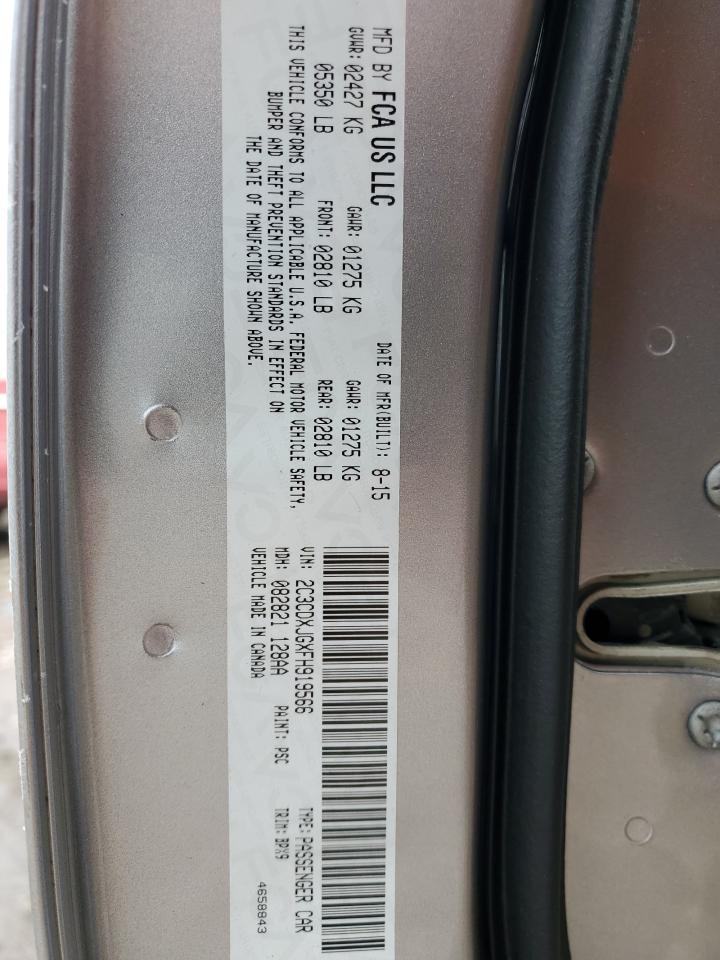 MFD BY FCA US LLC
DATE OF MFR(BUILT): 8-15
GVWR: 02427 KG
GAWR: 01275 KG
GAWR: 01275 KG
05350 LB
FRONT: 02810 LB
REAR: 02810 LB
THIS VEHICLE CONFORMS TO ALL APPLICABLE U.S.A. FEDERAL MOTOR VEHICLE SAFETY,
BUMPER AND THEFT PREVENTION STANDARDS IN EFFECT ON
THE DATE OF MANUFACTURE SHOWN ABOVE.
VIN: 2C3CDXJGXFH919566
TYPE: PASSENGER CAR
MDH: 082821 128AA
PAINT: PSC
TRIM: BPX9
VEHICLE MADE IN CANADA
4658843